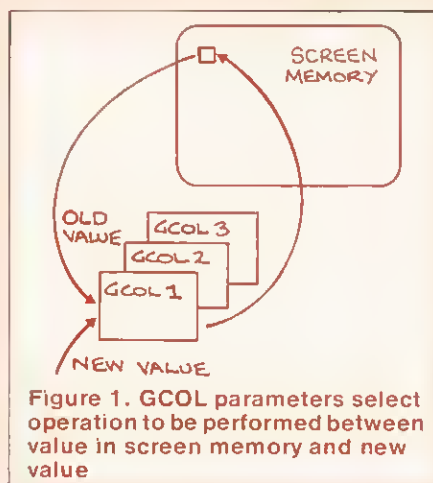 SCREEN
MEMORY
OLD
VALUE
GCOL 3
GCOL 2
GCOL 1
NEW VALUE
Figure 1. GCOL parameters select
operation to be performed between
value in screen memory and new
value